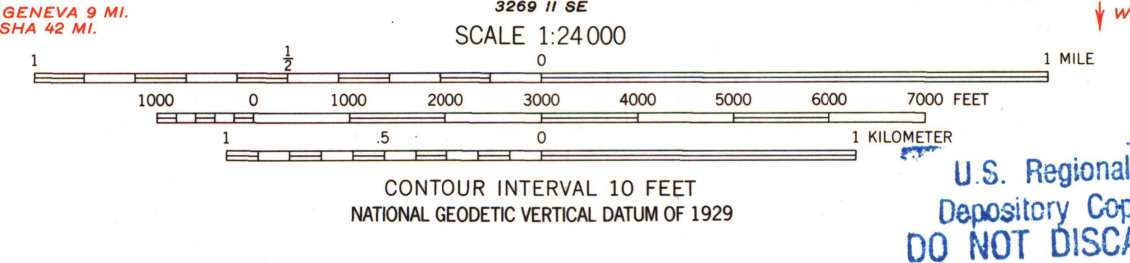 GENEVA 9 MI.
SHA 42 MI.
3269 II SE
SCALE 1:24 000
1 1/2 0 1 MILE
1000 0 1000 2000 3000 4000 5000 6000 7000 FEET
1 .5 0 1 KILOMETER
CONTOUR INTERVAL 10 FEET
NATIONAL GEODETIC VERTICAL DATUM OF 1929
U.S. Regional
Depository Cop
DO NOT DISCA